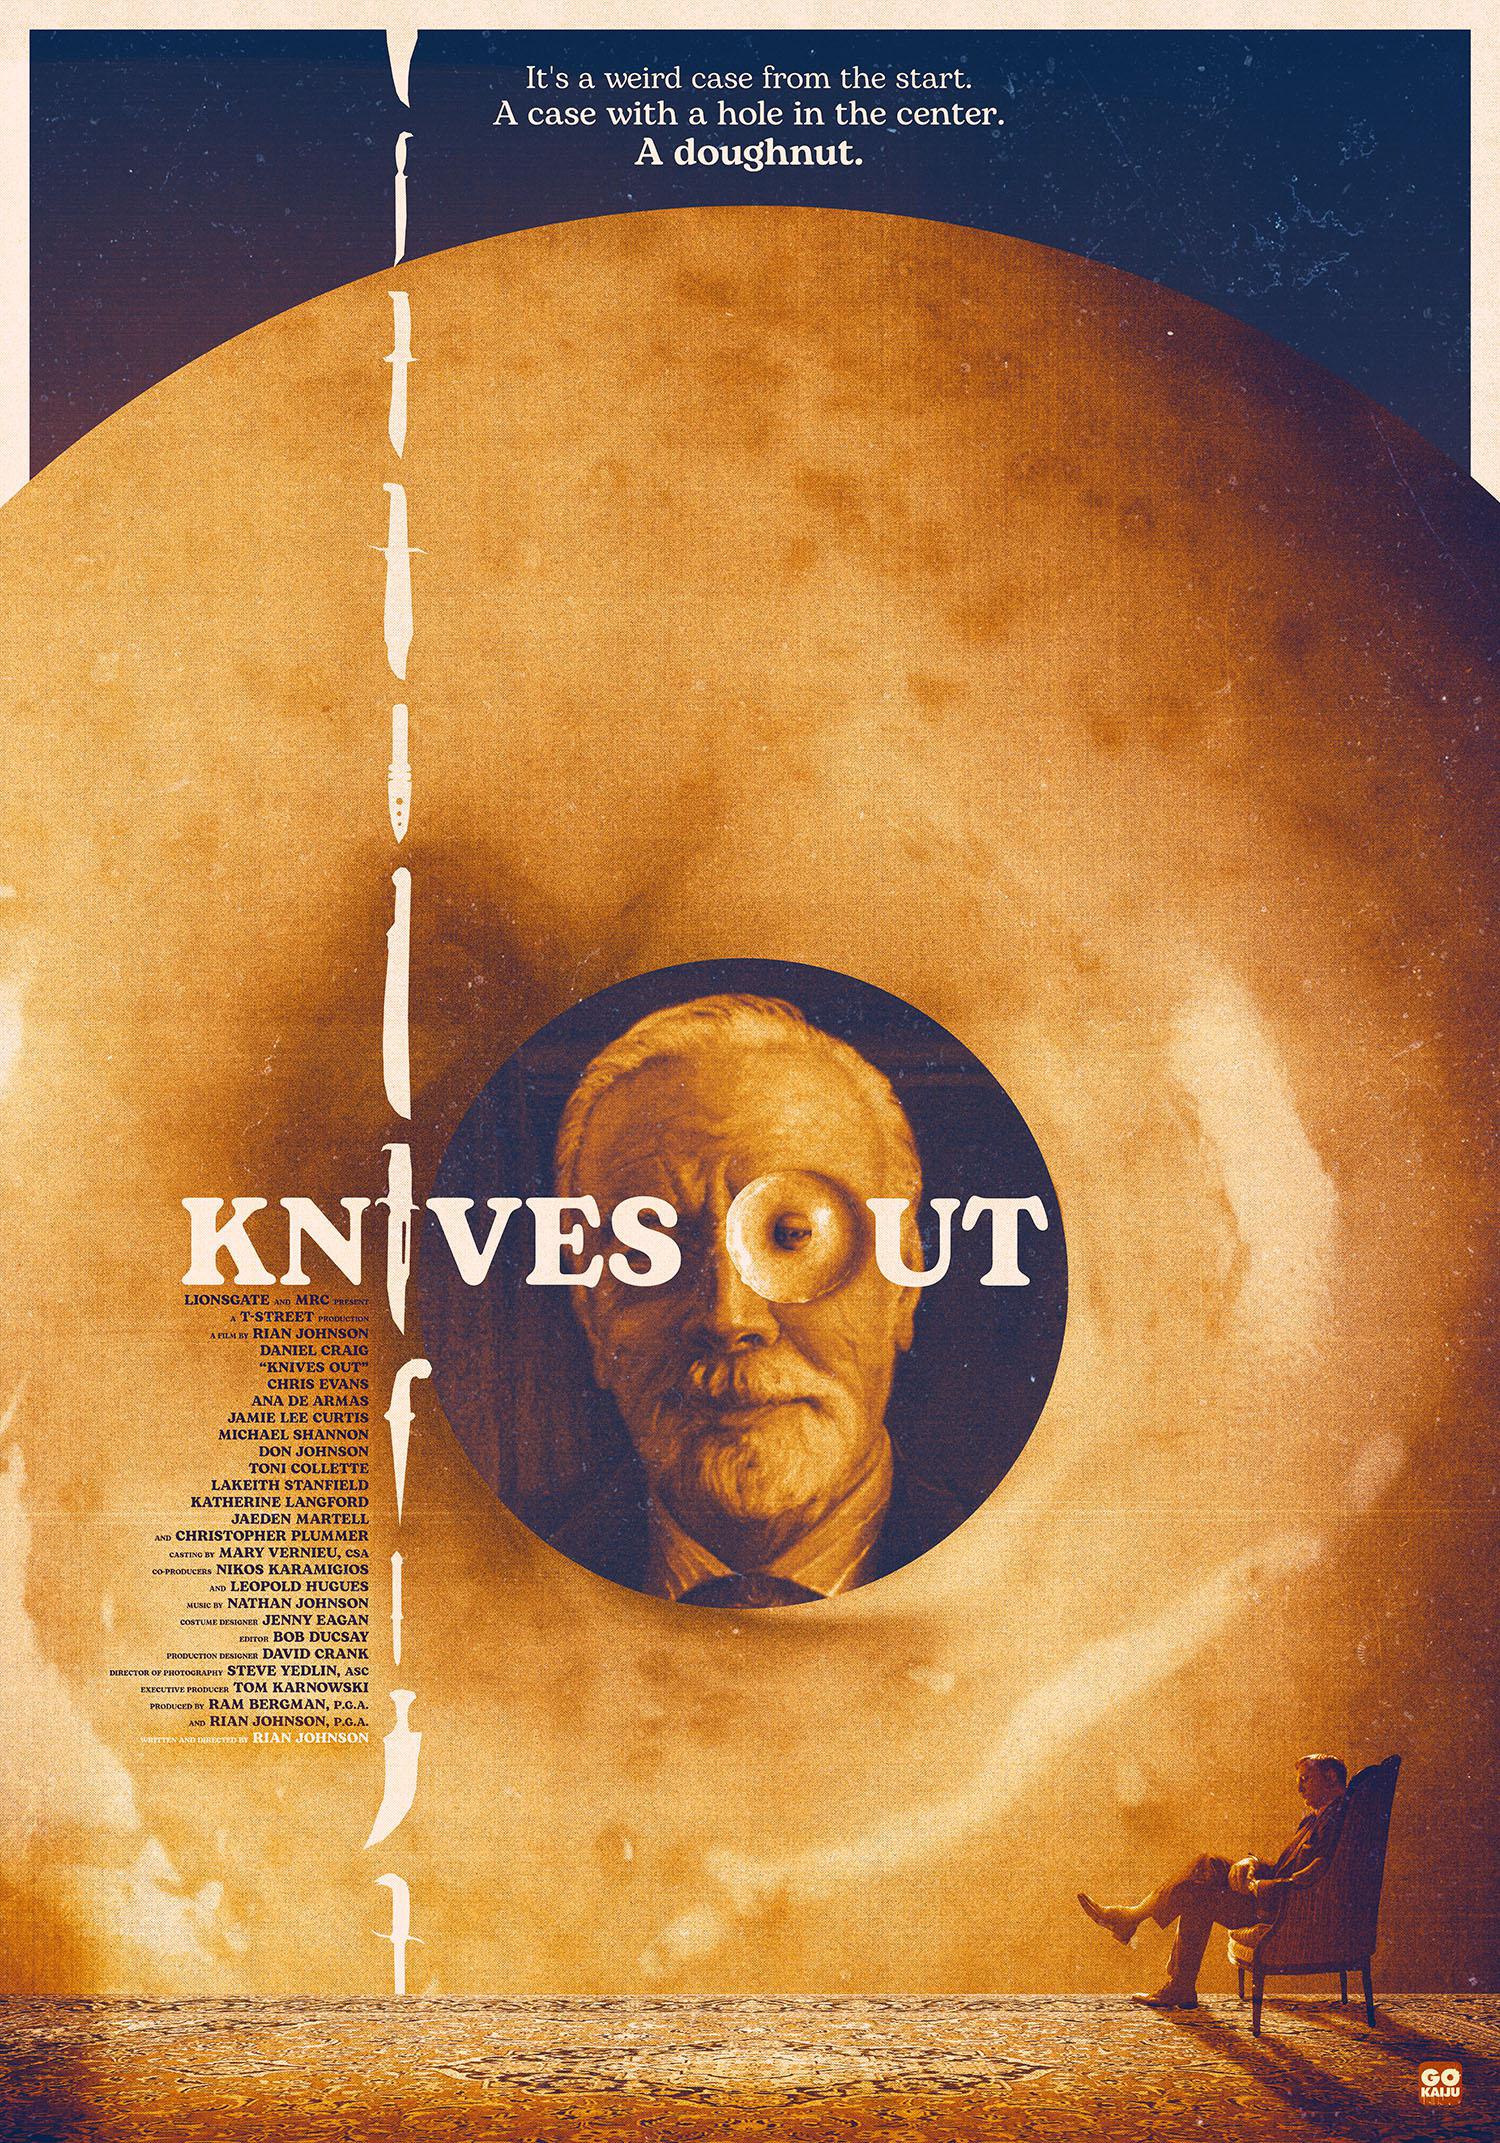 It's a weird case from the start.
A case with a hole in the center.
A doughnut.
KNIVES OUT
LIONSGATE AND MRC PRESENT
A T-STREET PRODUCTION
A FILM BY RIAN JOHNSON
DANIEL CRAIG
“KNIVES OUT”
CHRIS EVANS
ANA DE ARMAS
JAMIE LEE CURTIS
MICHAEL SHANNON
DON JOHNSON
TONI COLLETTE
LAKEITH STANFIELD
KATHERINE LANGFORD
JAEDEN MARTELL
AND CHRISTOPHER PLUMMER
CASTING BY MARY VERNIEU, CSA
CO-PRODUCERS NIKOS KARAMIGIOS
AND LEOPOLD HUGUES
MUSIC BY NATHAN JOHNSON
COSTUME DESIGNER JENNY EAGAN
EDITOR BOB DUCSAY
PRODUCTION DESIGNER DAVID CRANK
DIRECTOR OF PHOTOGRAPHY STEVE YEDLIN, ASC
EXECUTIVE PRODUCER TOM KARNOWSKI
PRODUCED BY RAM BERGMAN, P.G.A.
AND RIAN JOHNSON, P.G.A.
WRITTEN AND DIRECTED BY RIAN JOHNSON
GO
KAIJU